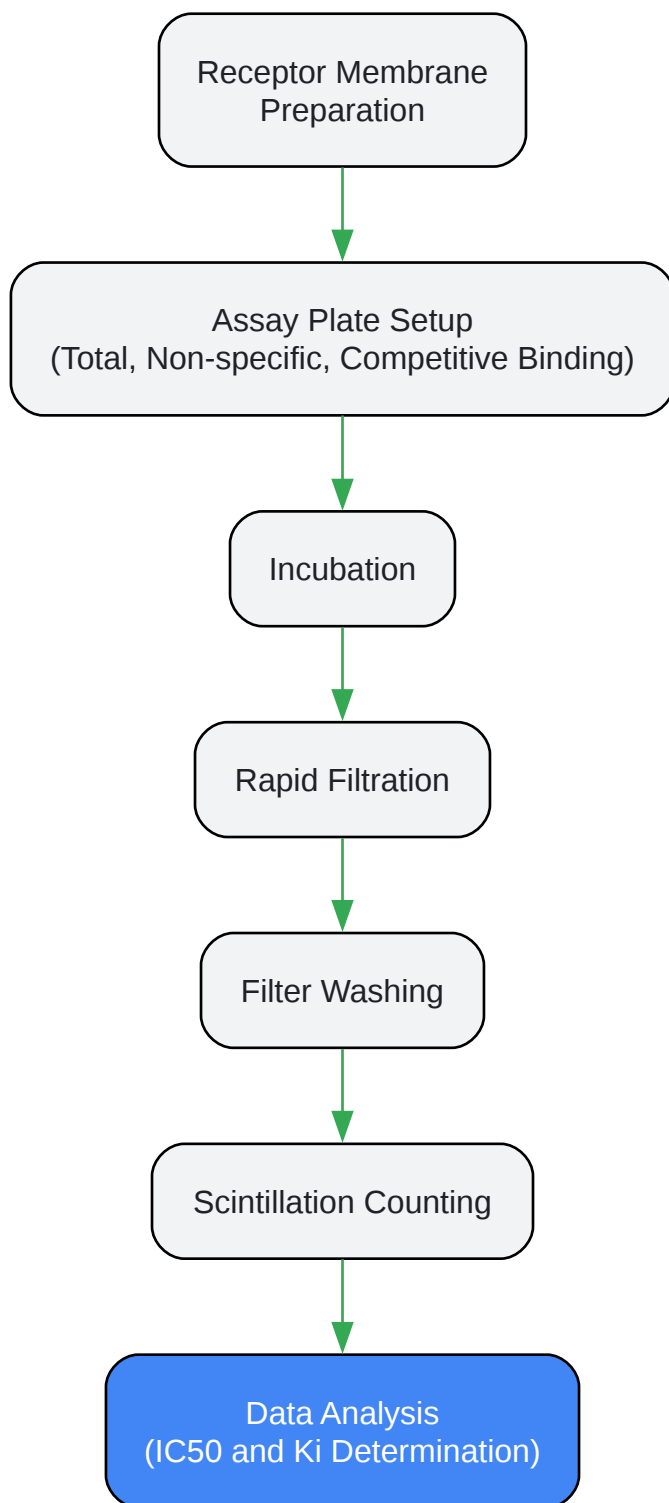 Receptor Membrane
Preparation
Assay Plate Setup
(Total, Non-specific, Competitive Binding)
Incubation
Rapid Filtration
Filter Washing
Scintillation Counting
Data Analysis
(IC50 and Ki Determination)